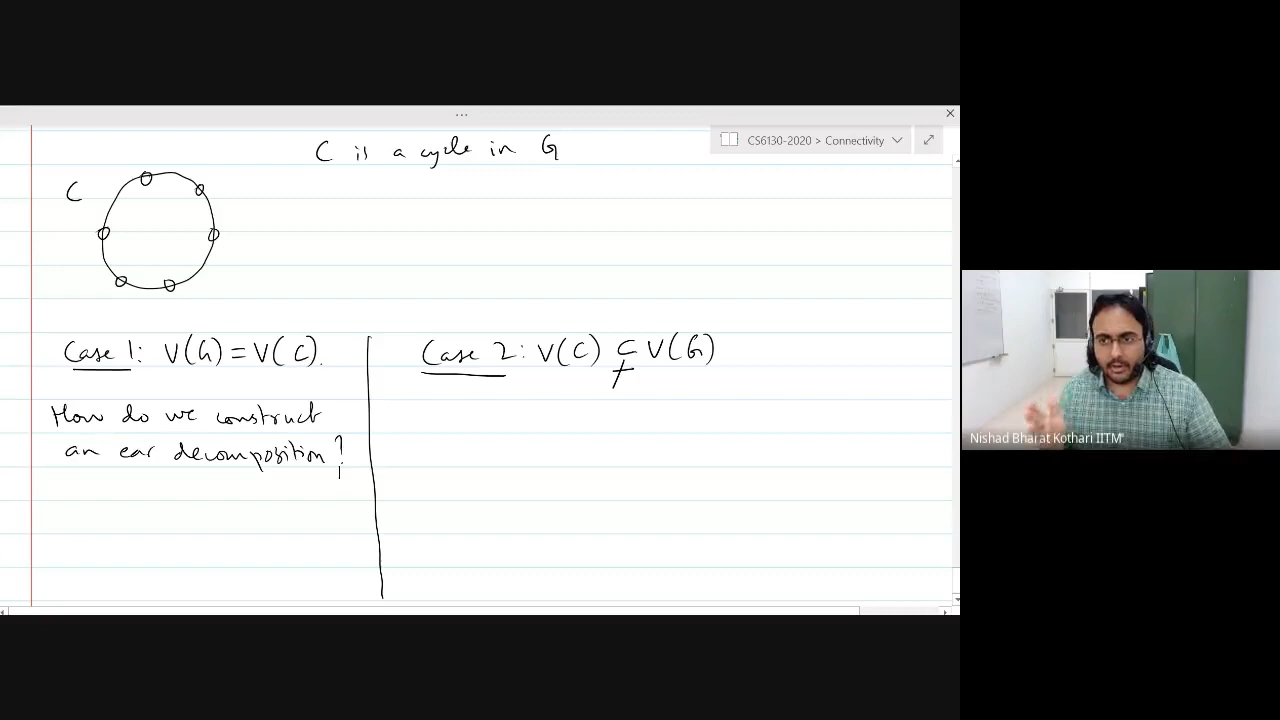 C is a cycle in G
CS6130-2020 > Connectivity
C
Case 1: V(G) = V(C).
How do we construct
an ear decomposition?
Case 2: V(C) ⊊ V(G)
Nishad Bharat Kothari IITM